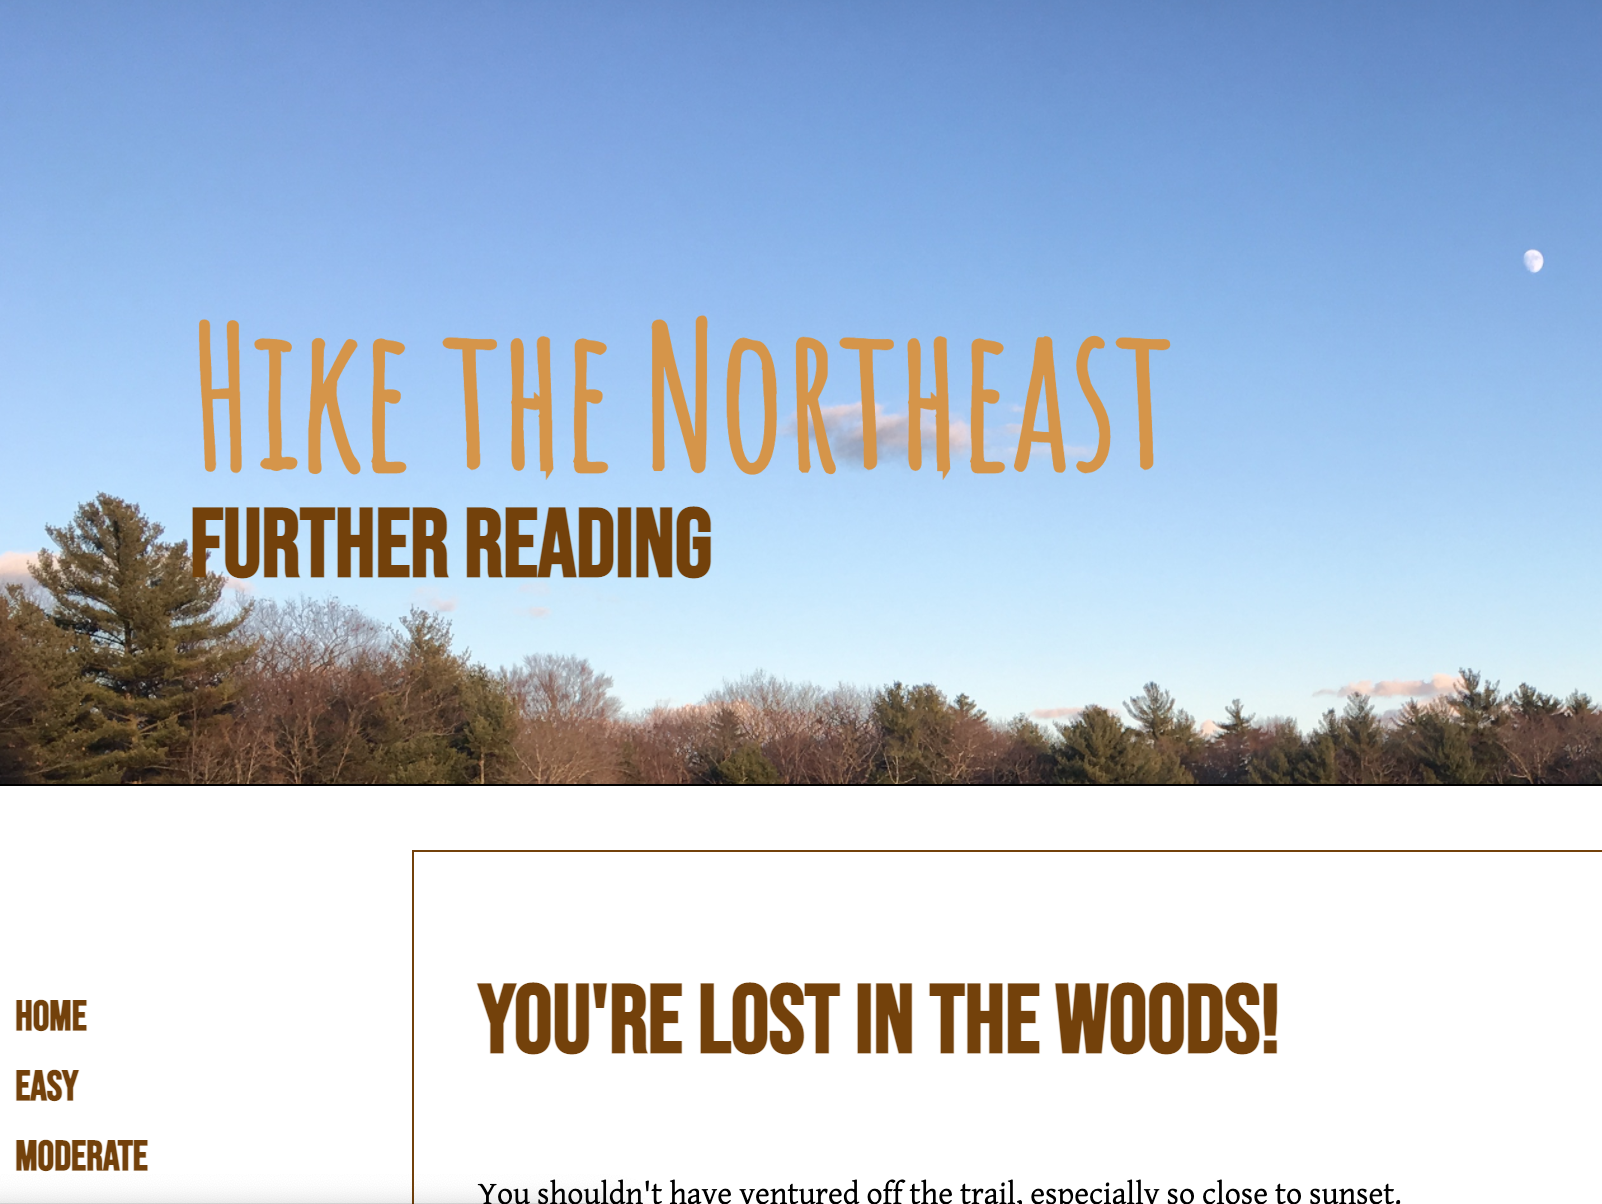 Hike the Northeast
FURTHER READING
HOME
EASY
MODERATE
YOU'RE LOST IN THE WOODS!
You shouldn't have ventured off the trail, especially so close to sunset.